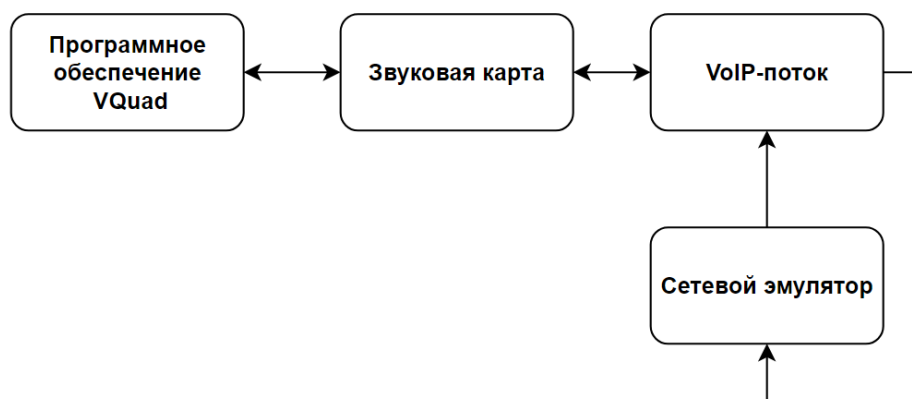 Программное
обеспечение
VQuad
Звуковая карта
VoIP-поток
Сетевой эмулятор